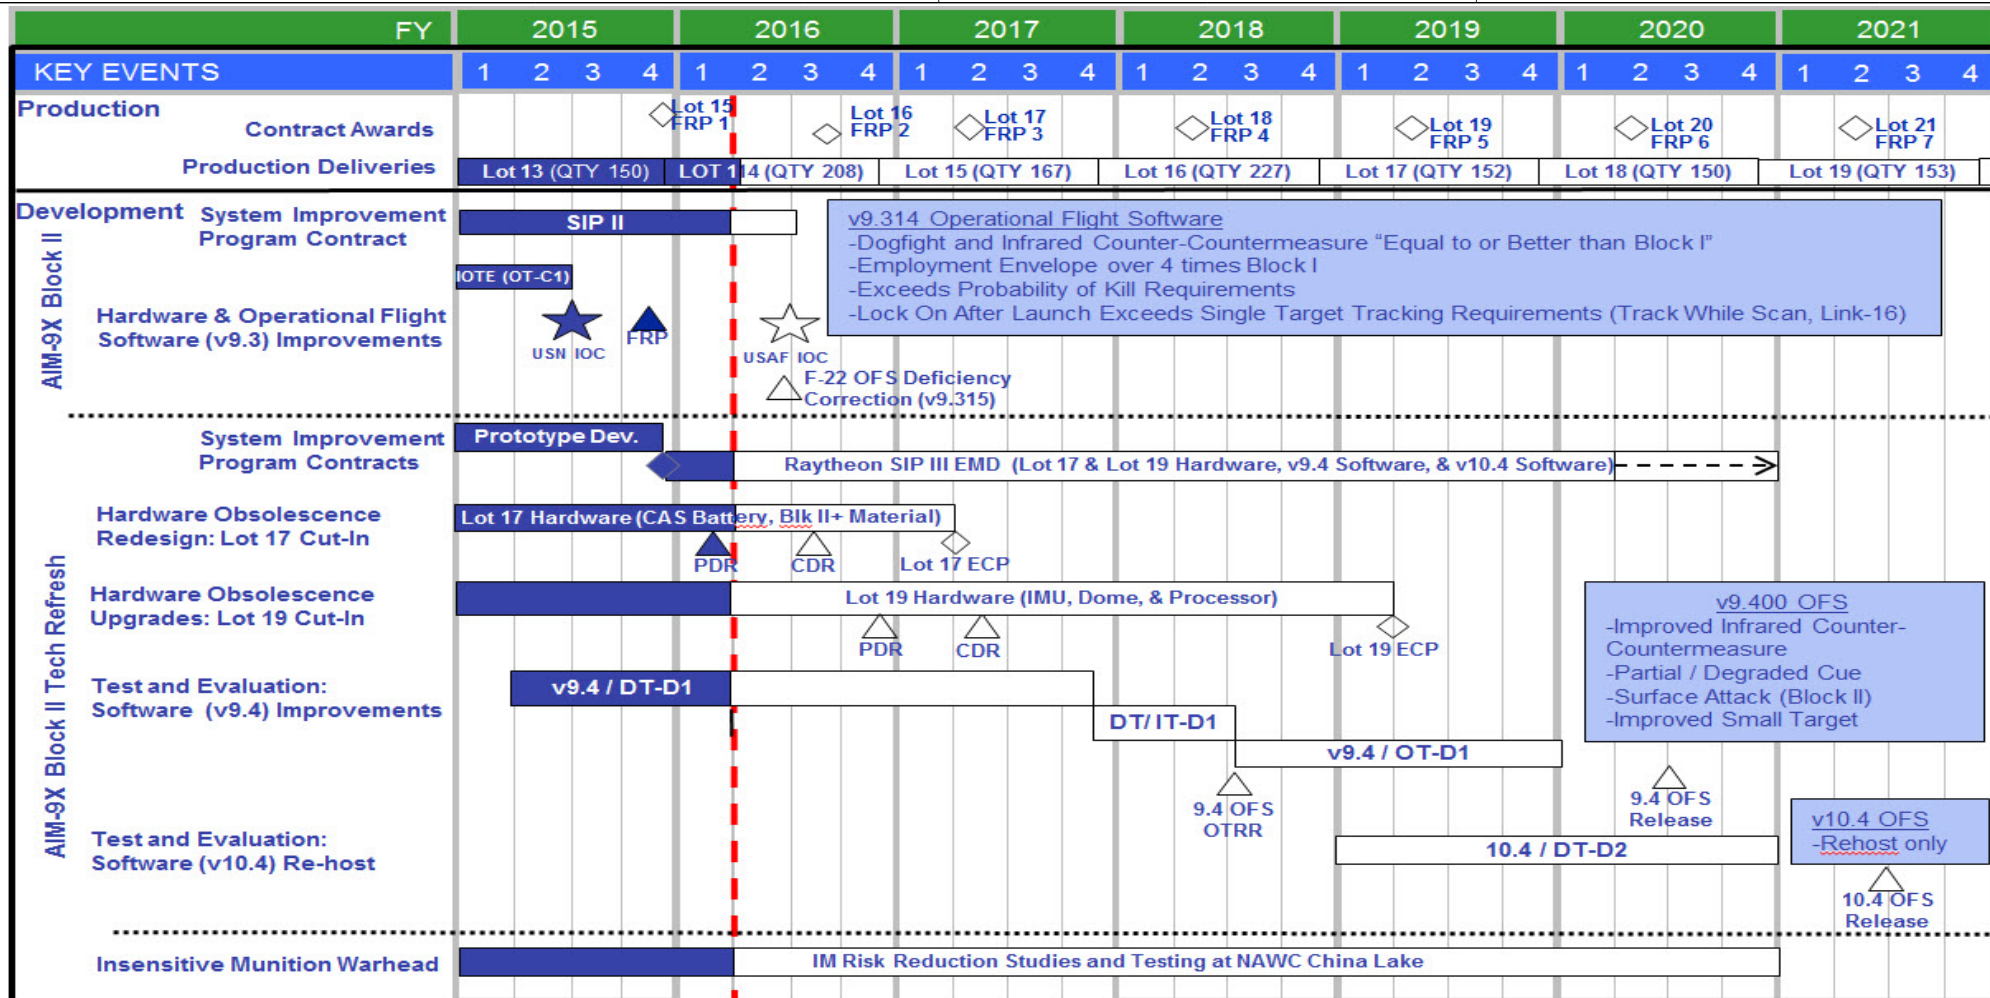 FY 2015 2016 2017 2018 2019 2020 2021
KEY EVENTS 1 2 3 4 1 2 3 4 1 2 3 4 1 2 3 4 1 2 3 4 1 2 3 4 1 2 3 4
Production
Contract Awards
Lot 15
FRP 1
Lot 16
FRP 2
Lot 17
FRP 3
Lot 18
FRP 4
Lot 19
FRP 5
Lot 20
FRP 6
Lot 21
FRP 7
Production Deliveries
Lot 13 (QTY 150)
LOT 1 14 (QTY 208)
Lot 15 (QTY 167)
Lot 16 (QTY 227)
Lot 17 (QTY 152)
Lot 18 (QTY 150)
Lot 19 (QTY 153)
Development
AIM-9X Block II
System Improvement
Program Contract
SIP II
v9.314 Operational Flight Software
-Dogfight and Infrared Counter-Countermeasure “Equal to or Better than Block I”
-Employment Envelope over 4 times Block I
-Exceeds Probability of Kill Requirements
-Lock On After Launch Exceeds Single Target Tracking Requirements (Track While Scan, Link-16)
IOTE (OT-C1)
Hardware & Operational Flight
Software (v9.3) Improvements
USN IOC
FRP
USAF IOC
F-22 OFS Deficiency
Correction (v9.315)
AIM-9X Block II Tech Refresh
System Improvement
Program Contracts
Prototype Dev.
Raytheon SIP III EMD (Lot 17 & Lot 19 Hardware, v9.4 Software, & v10.4 Software)
Hardware Obsolescence
Redesign: Lot 17 Cut-In
Lot 17 Hardware (CAS Battery, Blk II+ Material)
PDR
CDR
Lot 17 ECP
Hardware Obsolescence
Upgrades: Lot 19 Cut-In
Lot 19 Hardware (IMU, Dome, & Processor)
PDR
CDR
Lot 19 ECP
v9.400 OFS
-Improved Infrared Counter-
Countermeasure
-Partial / Degraded Cue
-Surface Attack (Block II)
-Improved Small Target
Test and Evaluation:
Software (v9.4) Improvements
v9.4 / DT-D1
DT/ IT-D1
v9.4 / OT-D1
9.4 OFS
OTRR
9.4 OFS
Release
Test and Evaluation:
Software (v10.4) Re-host
10.4 / DT-D2
v10.4 OFS
-Rehost only
10.4 OFS
Release
Insensitive Munition Warhead
IM Risk Reduction Studies and Testing at NAWC China Lake